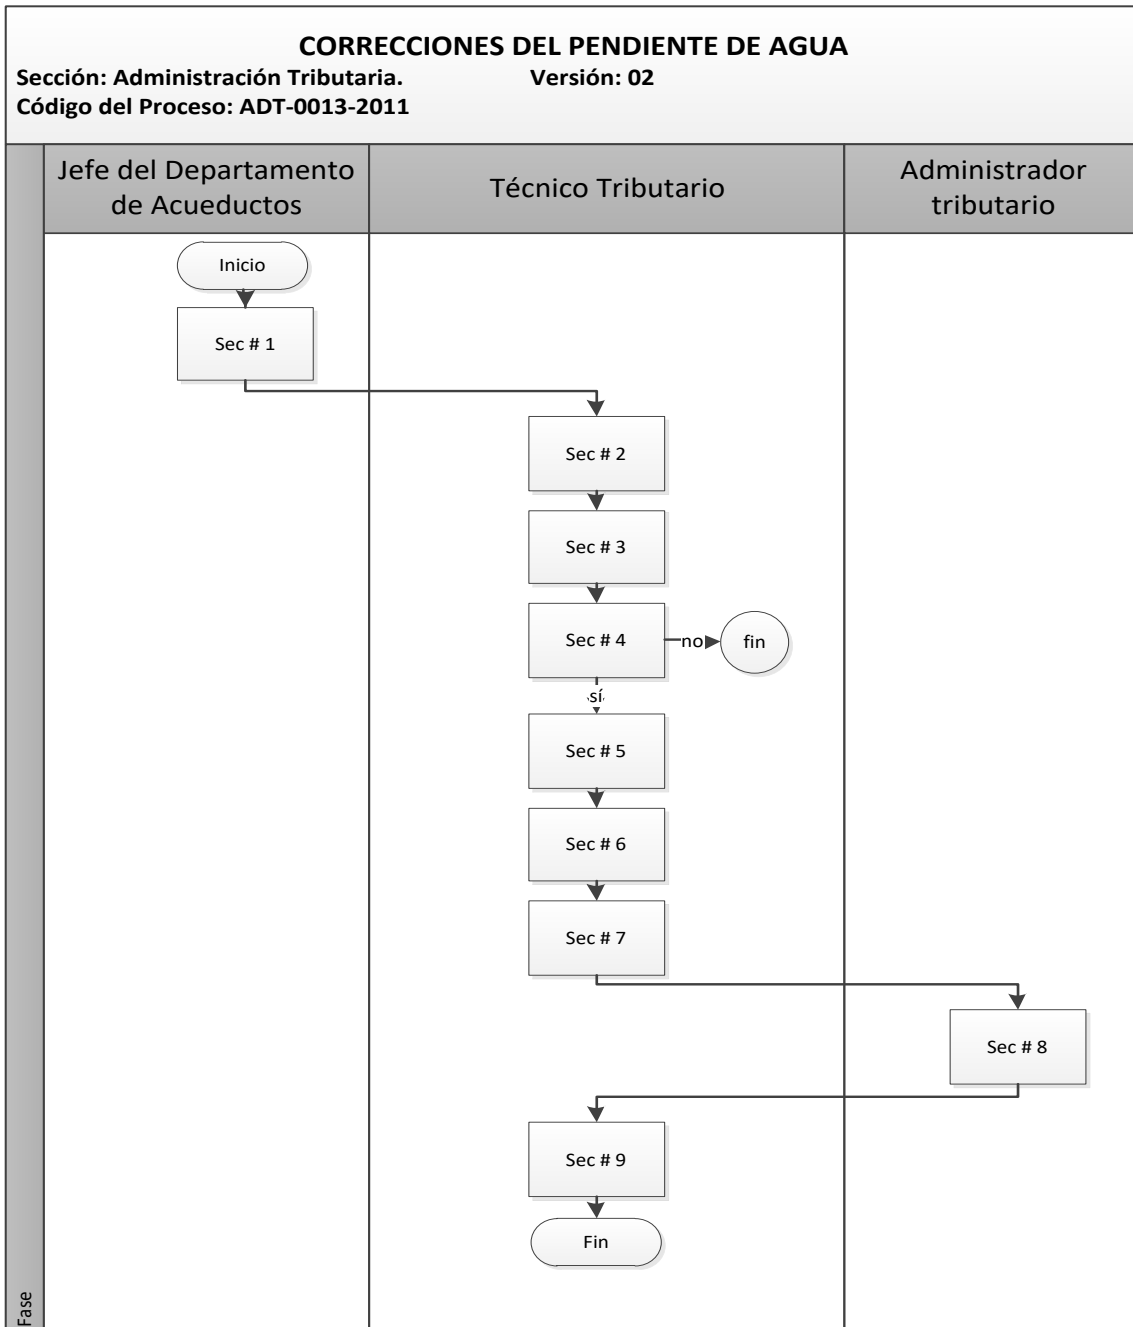 CORRECCIONES DEL PENDIENTE DE AGUA
Sección: Administración Tributaria. Versión: 02
Código del Proceso: ADT-0013-2011
Jefe del Departamento
de Acueductos
Técnico Tributario
Administrador
tributario
Inicio
Sec # 1
Sec # 2
Sec # 3
Sec # 4
no
fin
sí
Sec # 5
Sec # 6
Sec # 7
Sec # 8
Sec # 9
Fin
Fase